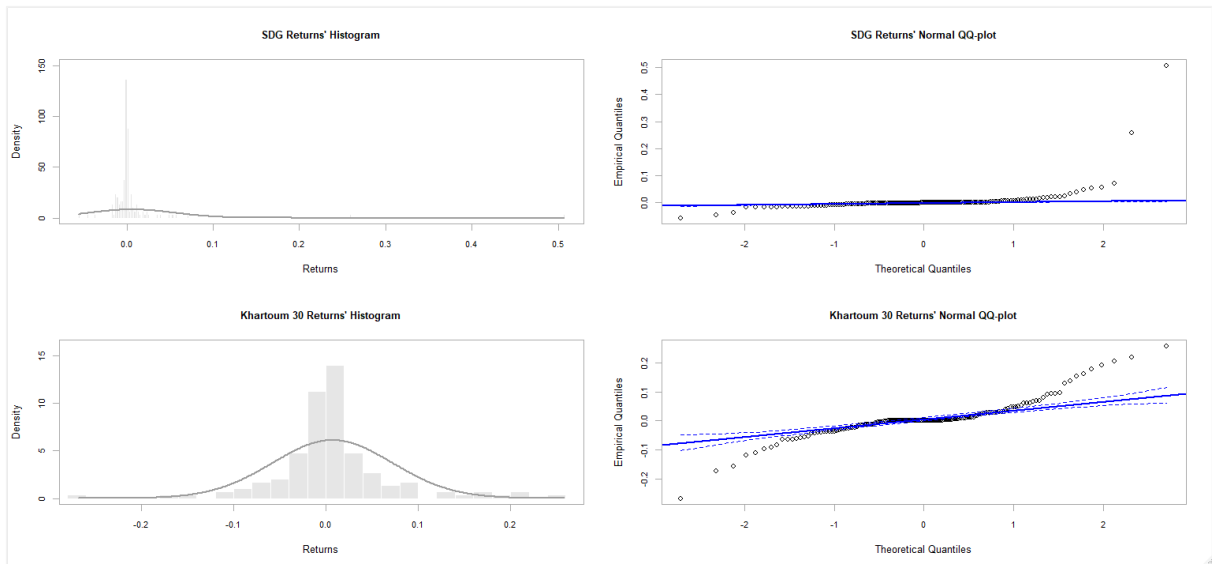 SDG Returns' Histogram
Density
150
100
50
0
0.0 0.1 0.2 0.3 0.4 0.5
Returns
SDG Returns' Normal QQ-plot
Empirical Quantiles
0.5
0.4
0.3
0.2
0.1
0.0
-2 -1 0 1 2
Theoretical Quantiles
Khartoum 30 Returns' Histogram
Density
15
10
5
0
-0.2 -0.1 0.0 0.1 0.2
Returns
Khartoum 30 Returns' Normal QQ-plot
Empirical Quantiles
0.2
0.1
0.0
-0.1
-0.2
-2 -1 0 1 2
Theoretical Quantiles